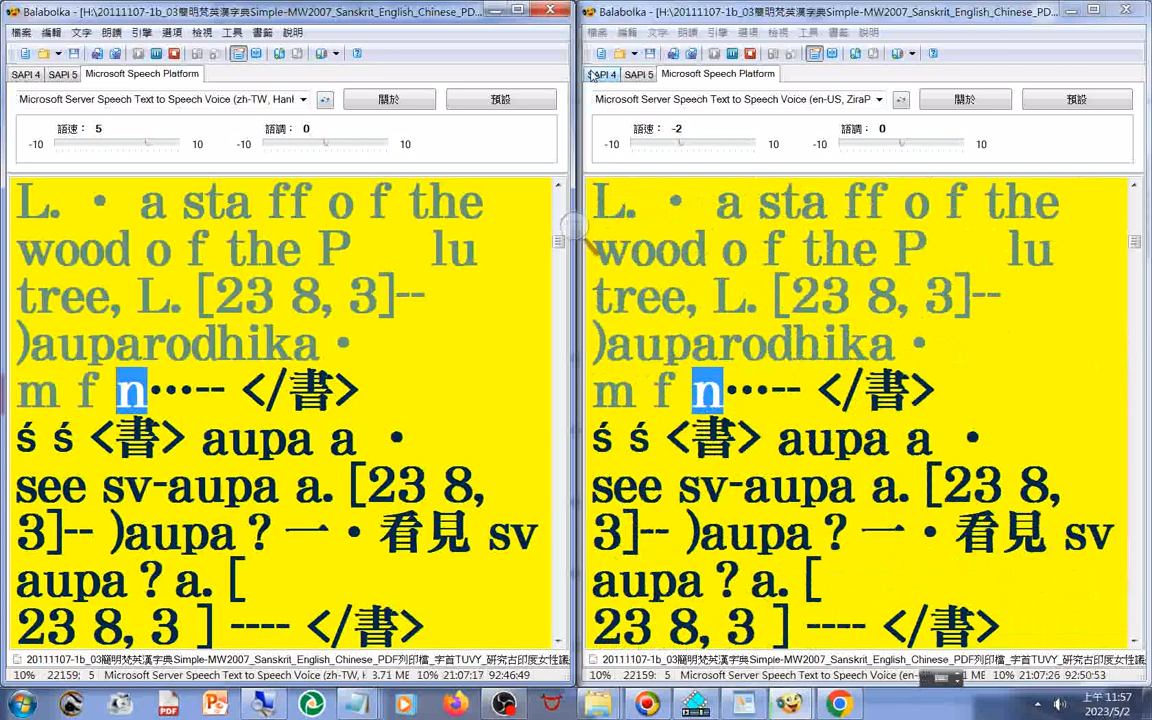 Balabolka - [H:\20111107-1b_03簡明梵英漢字典Simple-MW2007_Sanskrit_English_Chinese_PD...
檔案 編輯 文字 朗讀 引擎 選項 檢視 工具 書籤 說明
SAPI 4 SAPI 5 Microsoft Speech Platform
Microsoft Server Speech Text to Speech Voice (zh-TW, Hanl 關於 預設
語速： 5 語調： 0
-10 10 -10 10
L. • a sta ff o f the
wood o f the P lu
tree, L. [23 8, 3]--
)auparodhika •
m f n…-- </書>
ś ś <書> aupa a •
see sv-aupa a. [23 8,
3]-- )aupa？一•看見 sv
aupa？a. [
23 8, 3 ] ---- </書>
20111107-1b_03簡明梵英漢字典Simple-MW2007_Sanskrit_English_Chinese_PDF列印檔_字首TUVY_研究古印度女性議
10% 22159: 5 Microsoft Server Speech Text to Speech Voice (zh-TW, H 3.71 ME 10% 21:07:17 92:46:49
Balabolka - [H:\20111107-1b_03簡明梵英漢字典Simple-MW2007_Sanskrit_English_Chinese_PDF...
檔案 編輯 文字 朗讀 引擎 選項 檢視 工具 書籤 說明
SAPI 4 SAPI 5 Microsoft Speech Platform
Microsoft Server Speech Text to Speech Voice (en-US, ZiraP 關於 預設
語速： -2 語調： 0
-10 10 -10 10
L. • a sta ff o f the
wood o f the P lu
tree, L. [23 8, 3]--
)auparodhika •
m f n…-- </書>
ś ś <書> aupa a •
see sv-aupa a. [23 8,
3]-- )aupa？一•看見 sv
aupa？a. [
23 8, 3 ] ---- </書>
20111107-1b_03簡明梵英漢字典Simple-MW2007_Sanskrit_English_Chinese_PDF列印檔_字首TUVY_研究古印度女性議
10% 22159: 5 Microsoft Server Speech Text to Speech Voice (en- 10% 21:07:26 92:50:53
PDF
上午 11:57
2023/5/2